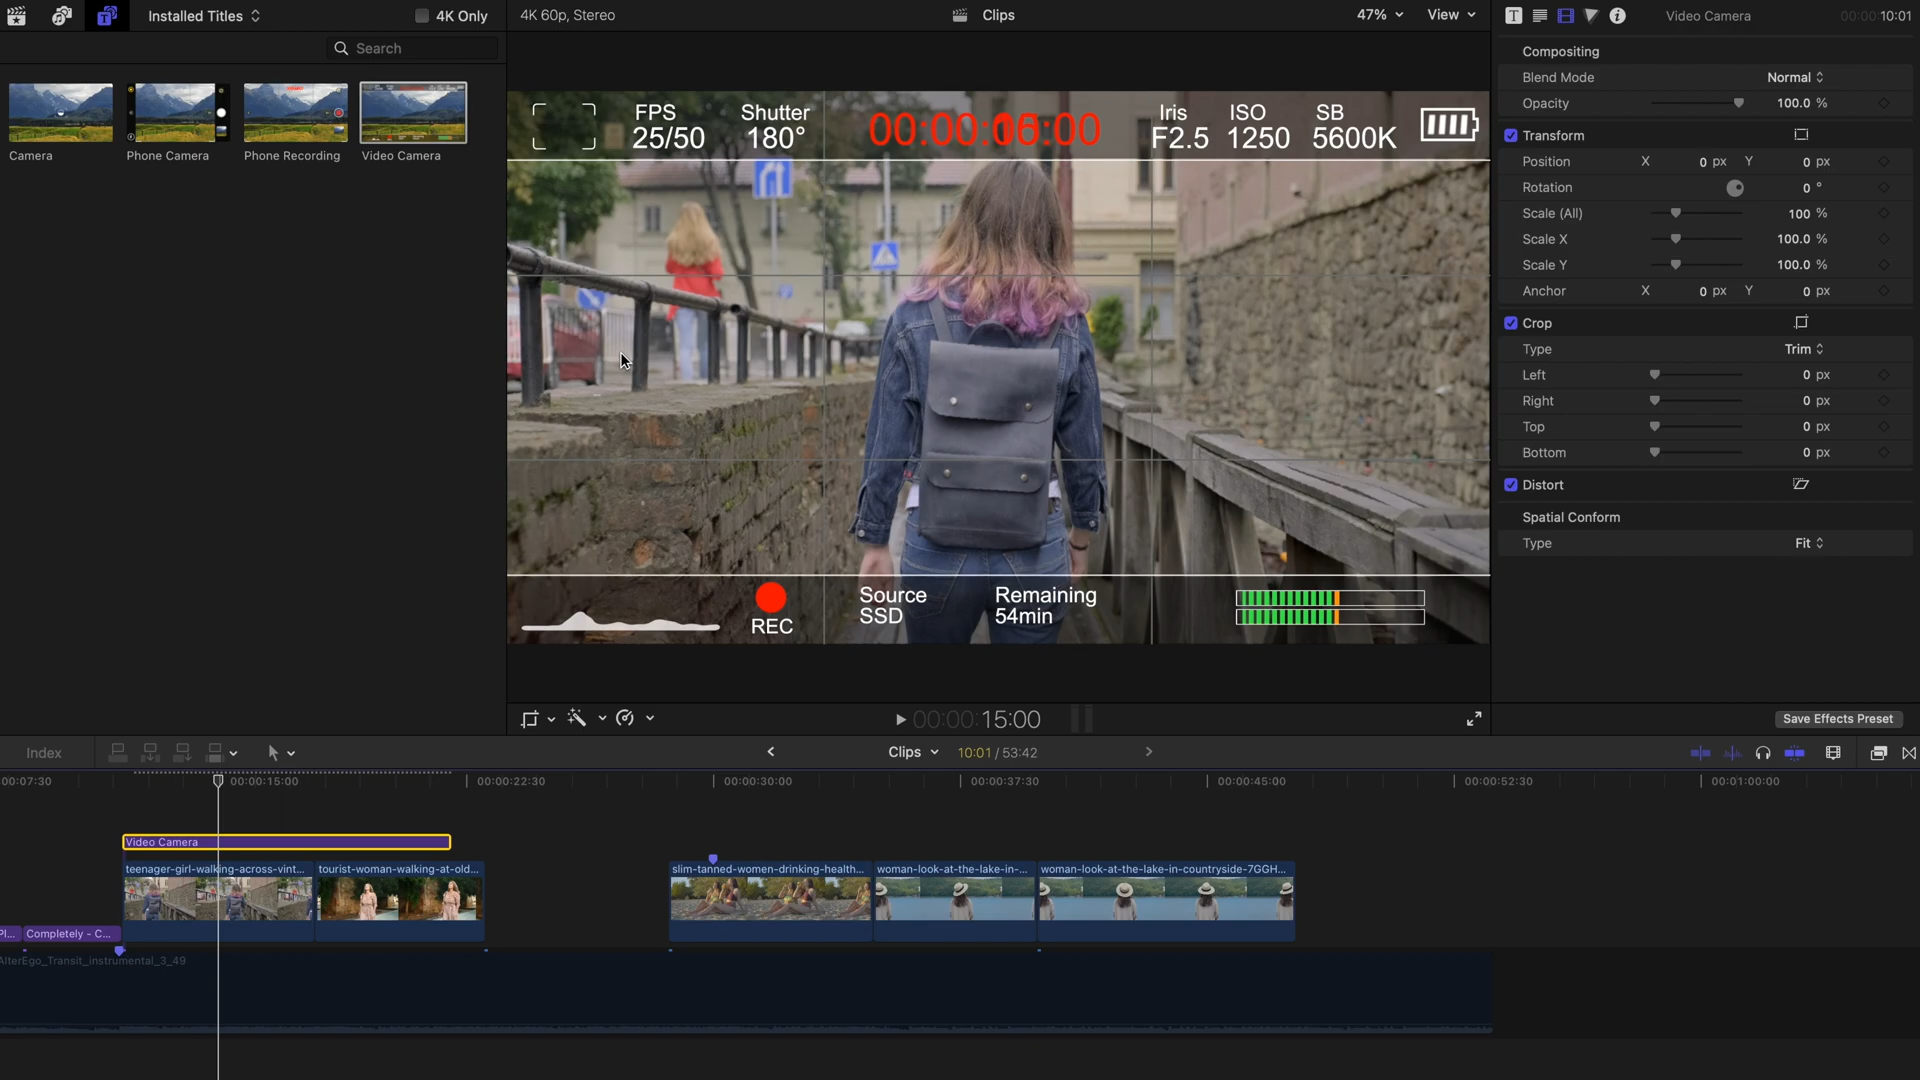 Installed Titles
4K Only
4K 60p, Stereo
Clips
47%
View
Video Camera
00:00:10:01
Search
Camera
Phone Camera
Phone Recording
Video Camera
FPS
25/50
Shutter
180°
Iris
F2.5
ISO
1250
SB
5600K
REC
Source
SSD
Remaining
54min
Compositing
Blend Mode
Normal
Opacity
100.0 %
Transform
Position
X 0 px Y 0 px
Rotation
0 °
Scale (All)
100 %
Scale X
100.0 %
Scale Y
100.0 %
Anchor
X 0 px Y 0 px
Crop
Type
Trim
Left
0 px
Right
0 px
Top
0 px
Bottom
0 px
Distort
Spatial Conform
Type
Fit
00:00:15:00
Save Effects Preset
Index
Clips
10:01 / 53:42
00:07:30
00:00:15:00
00:00:22:30
00:00:30:00
00:00:37:30
00:00:45:00
00:00:52:30
00:01:00:00
Video Camera
teenager-girl-walking-across-vint...
tourist-woman-walking-at-old...
slim-tanned-women-drinking-health...
woman-look-at-the-lake-in-...
woman-look-at-the-lake-in-countryside-7GGH...
Pl...
Completely - C...
AlterEgo_Transit_instrumental_3_49